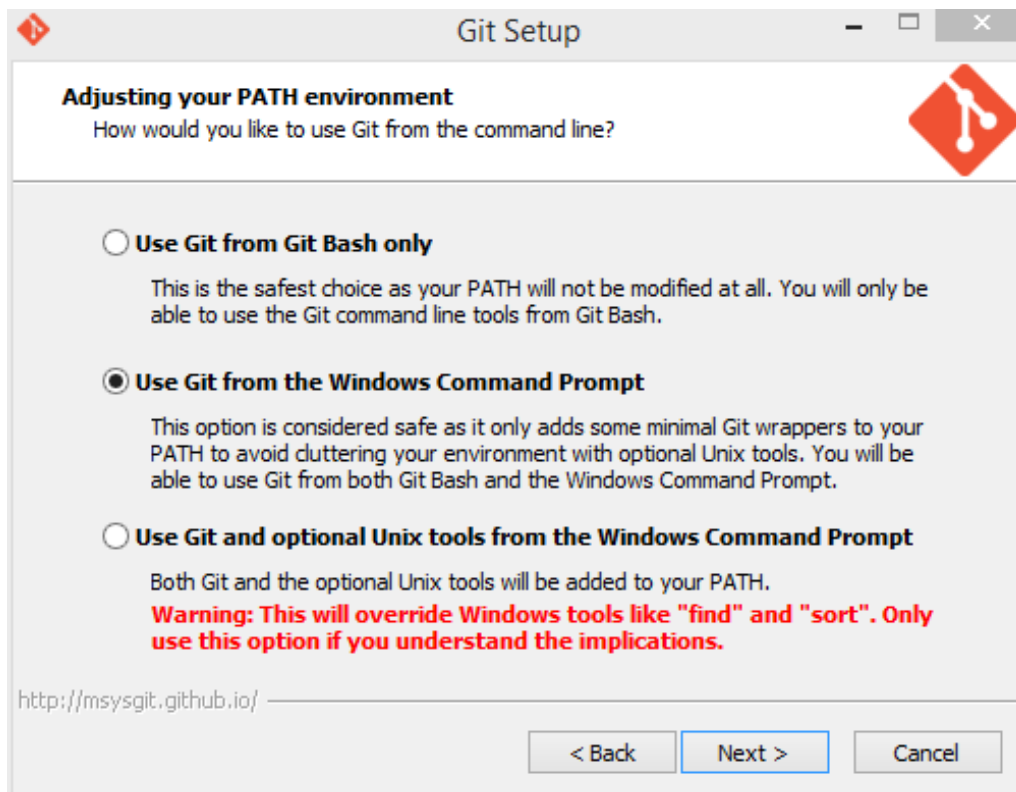 Git Setup
Adjusting your PATH environment
How would you like to use Git from the command line?
Use Git from Git Bash only
This is the safest choice as your PATH will not be modified at all. You will only be
able to use the Git command line tools from Git Bash.
Use Git from the Windows Command Prompt
This option is considered safe as it only adds some minimal Git wrappers to your
PATH to avoid cluttering your environment with optional Unix tools. You will be
able to use Git from both Git Bash and the Windows Command Prompt.
Use Git and optional Unix tools from the Windows Command Prompt
Both Git and the optional Unix tools will be added to your PATH.
Warning: This will override Windows tools like "find" and "sort". Only
use this option if you understand the implications.
http://msysgit.github.io/
< Back Next > Cancel